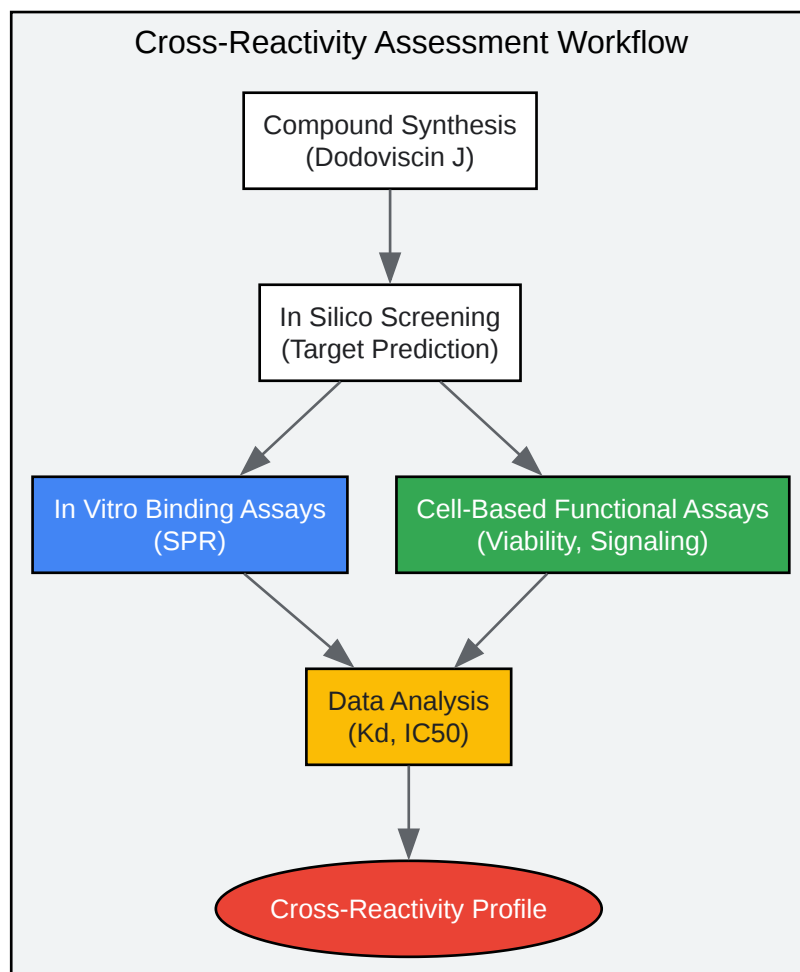 Cross-Reactivity Assessment Workflow
Compound Synthesis
(Dodoviscin J)
In Silico Screening
(Target Prediction)
In Vitro Binding Assays
(SPR)
Cell-Based Functional Assays
(Viability, Signaling)
Data Analysis
(Kd, IC50)
Cross-Reactivity Profile